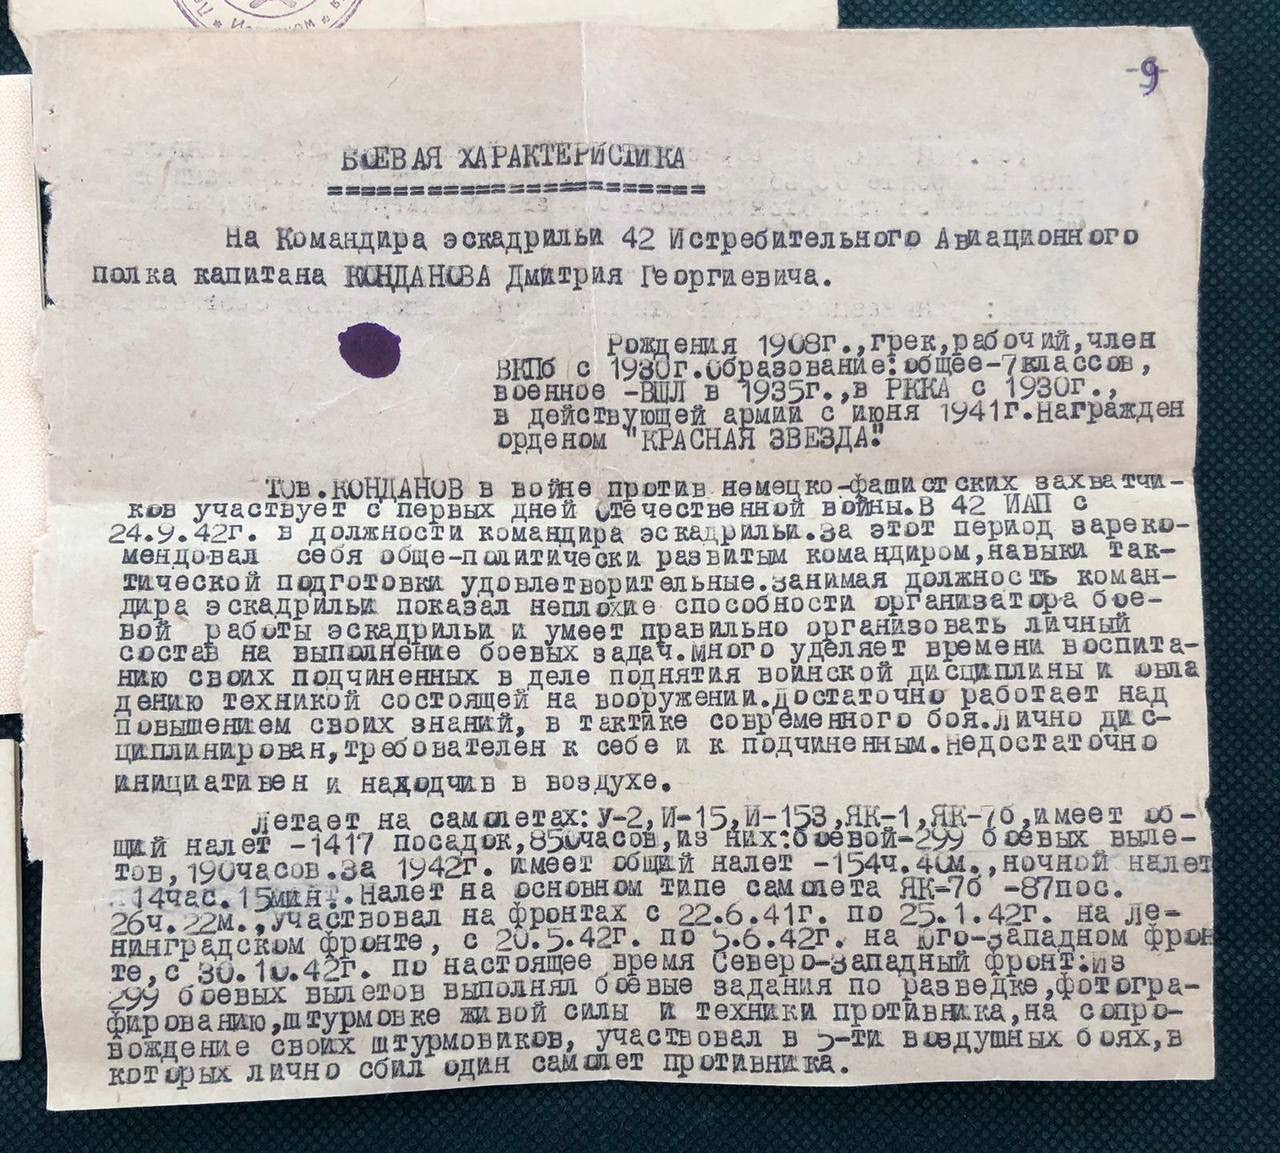 9
БОЕВАЯ ХАРАКТЕРИСТИКА
На Командира эскадрильи 42 Истребительного Авиационного
полка капитана КОНДАНОВА Дмитрия Георгиевича.
Рождения 1908г.,грек,рабочий,член
ВКПб с 1930г.Образование:общее-7классов,
военное -ВШЛ в 1935г.,в РККА с 1930г.,
в действующей армии с июня 1941г.Награжден
орденом "КРАСНАЯ ЗВЕЗДА".
Тов.КОНДАНОВ в войне против немецко-фашистских захватчи-
ков участвует с первых дней Отечественной войны.В 42 ИАП с
24.9.42г. в должности командира эскадрильи.За этот период зареко-
мендовал себя обще-политически развитым командиром,навыки так-
тической подготовки удовлетворительные.Занимая должность коман-
дира эскадрильи показал неплохие способности организатора бое-
вой работы эскадрильи и умеет правильно организовать личный
состав на выполнение боевых задач.Много уделяет времени воспита-
нию своих подчиненных в деле поднятия воинской дисциплины и овла
дению техникой состоящей на вооружении.Достаточно работает над
повышением своих знаний, в тактике современного боя.Лично дис-
циплинирован,требователен к себе и к подчиненным.Недостаточно
инициативен и находчив в воздухе.
Летает на самолетах:У-2,И-15,И-153,ЯК-1,ЯК-7б,имеет об-
щий налет -1417 посадок,850часов,из них:боевой-299 боевых выле-
тов,190часов.За 1942г. имеет общий налет -154ч.40м.,ночной налет
14час.15мин.Налет на основном типе самолета ЯК-7б -87пос.
26ч.22м.,участвовал на фронтах с 22.6.41г. по 25.1.42г. на Ле-
нинградском фронте, с 20.5.42г. по 5.6.42г. на Юго-Западном фрон
те,с 30.10.42г. по настоящее время Северо-Западный фронт:из
299 боевых вылетов выполнял боевые задания по разведке,фотогра-
фированию,штурмовке живой силы и техники противника,на сопро-
вождение своих штурмовиков, участвовал в 5-ти воздушных боях,в
которых лично сбил один самолет противника.